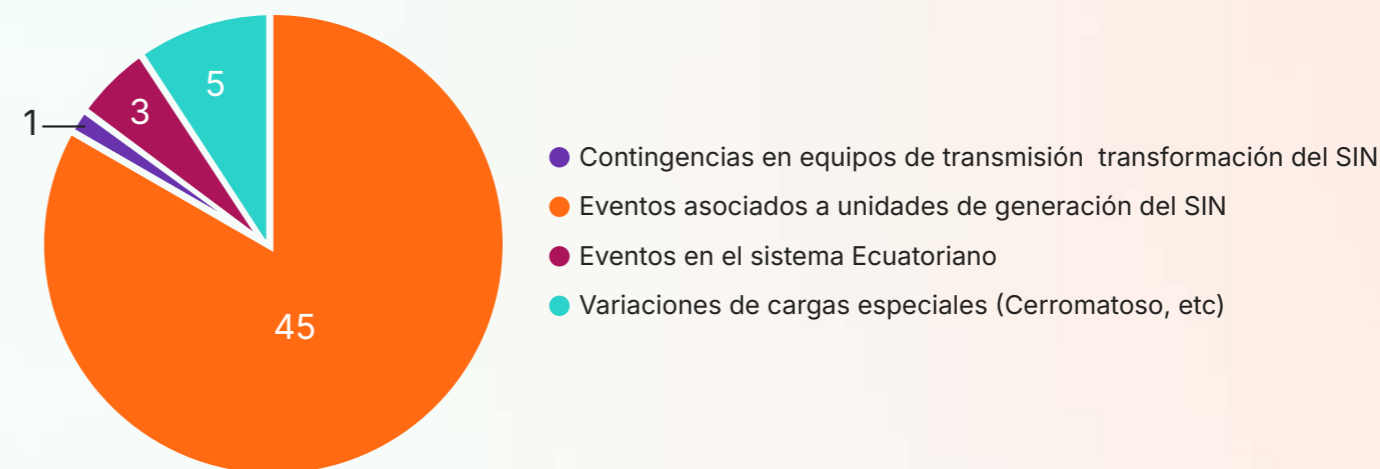 5
3
1
45
Contingencias en equipos de transmisión transformación del SIN
Eventos asociados a unidades de generación del SIN
Eventos en el sistema Ecuatoriano
Variaciones de cargas especiales (Cerromatoso, etc)